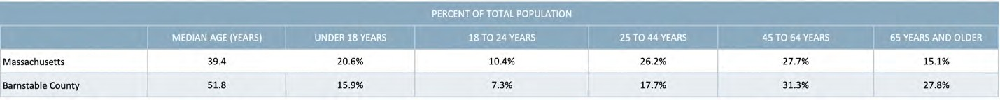 PERCENT OF TOTAL POPULATION
MEDIAN AGE (YEARS) UNDER 18 YEARS 18 TO 24 YEARS 25 TO 44 YEARS 45 TO 64 YEARS 65 YEARS AND OLDER
Massachusetts 39.4 20.6% 10.4% 26.2% 27.7% 15.1%
Barnstable County 51.8 15.9% 7.3% 17.7% 31.3% 27.8%